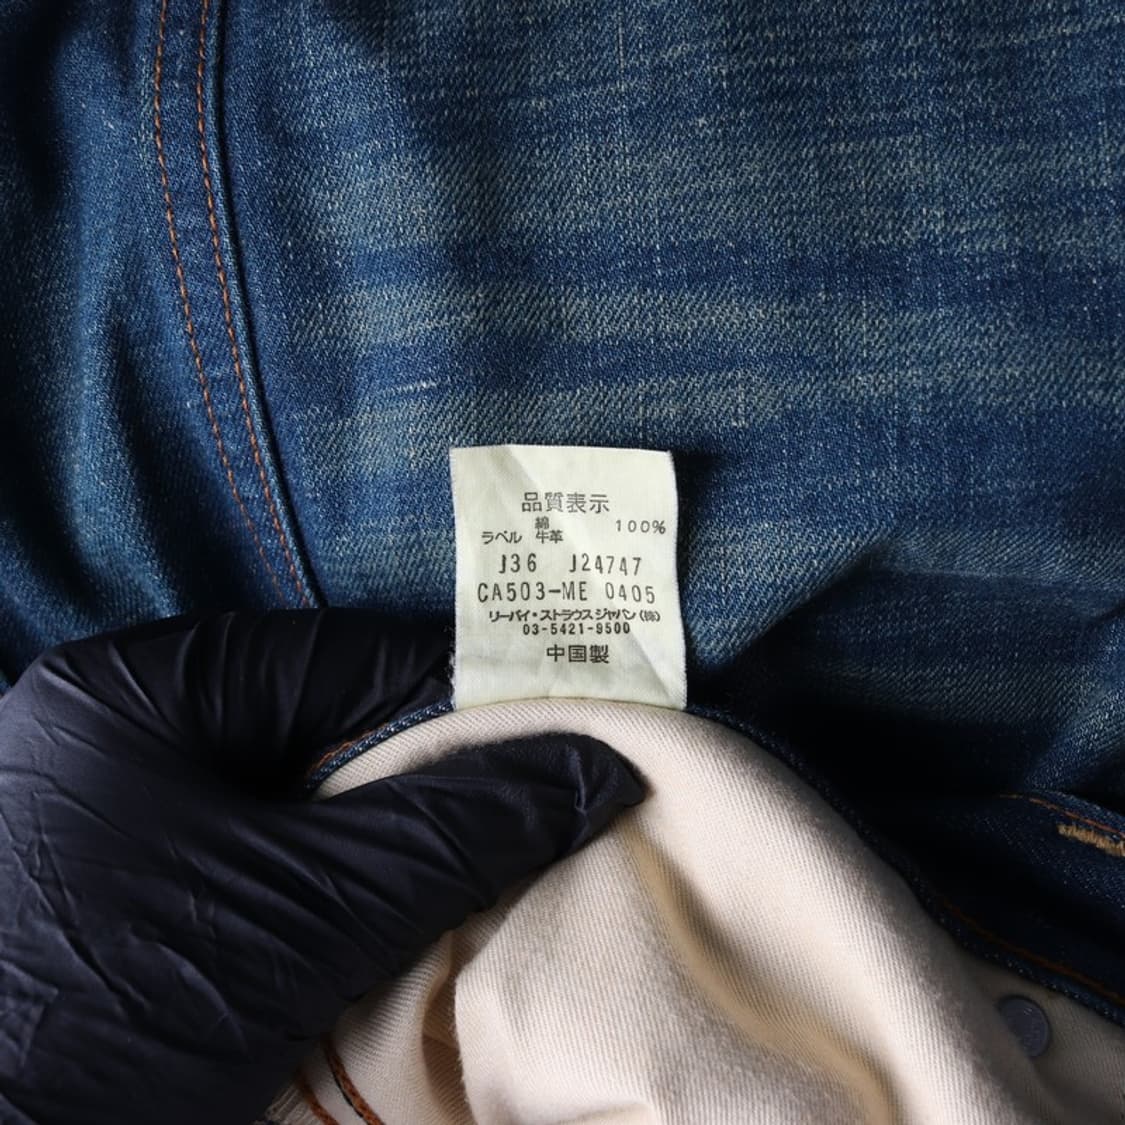 品質表示
綿 100%
ラベル 牛革
J36 J24747
CA503-ME 0405
リーバイ・ストラウスジャパン(株)
03-5421-9500
中国製